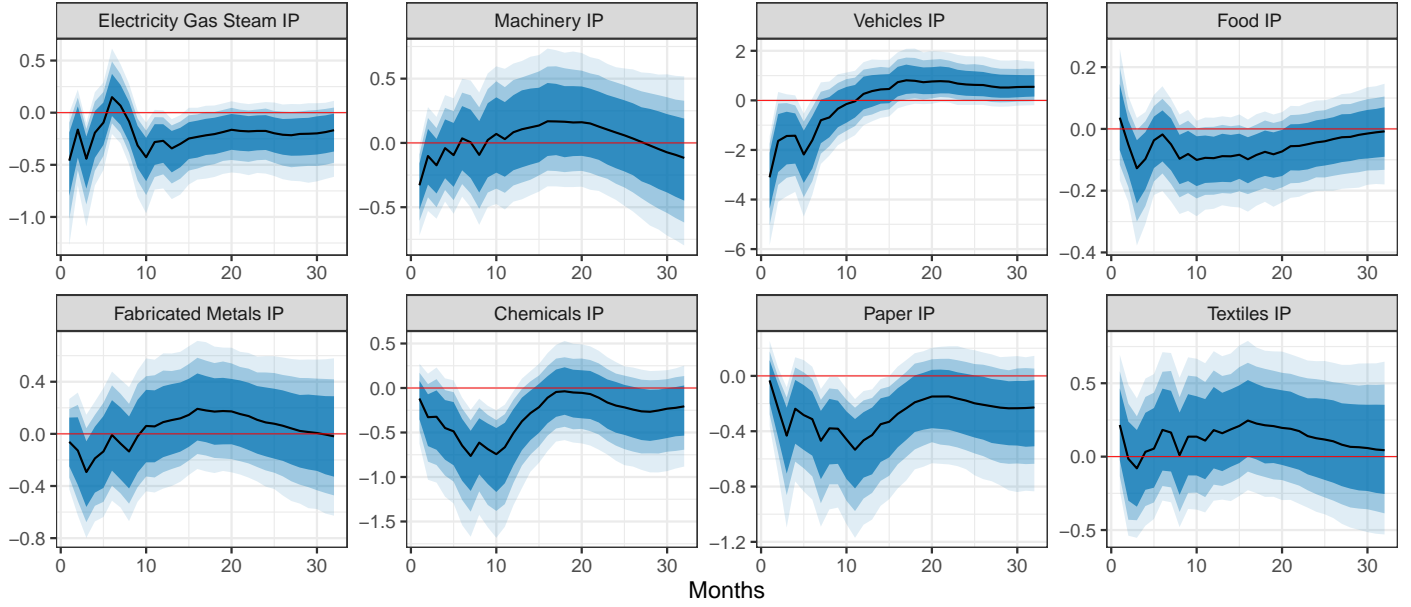 Electricity Gas Steam IP
0.5
0.0
−0.5
−1.0
0 10 20 30
Machinery IP
0.5
0.0
−0.5
0 10 20 30
Vehicles IP
2
0
−2
−4
−6
0 10 20 30
Food IP
0.2
0.0
−0.2
−0.4
0 10 20 30
Fabricated Metals IP
0.4
0.0
−0.4
−0.8
0 10 20 30
Chemicals IP
0.5
0.0
−0.5
−1.0
−1.5
0 10 20 30
Paper IP
0.0
−0.4
−0.8
−1.2
0 10 20 30
Textiles IP
0.5
0.0
−0.5
0 10 20 30
Months